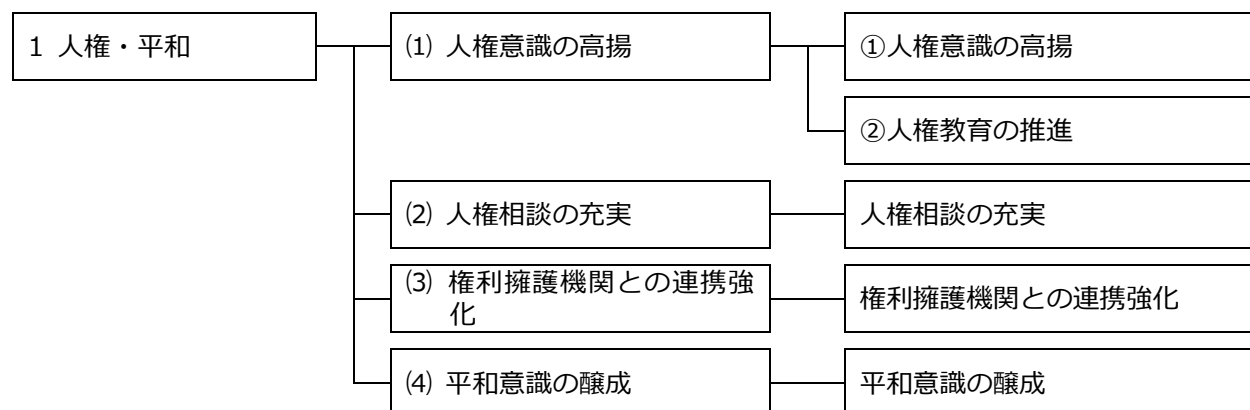 1 人権・平和
⑴ 人権意識の高揚
①人権意識の高揚
②人権教育の推進
⑵ 人権相談の充実
人権相談の充実
⑶ 権利擁護機関との連携強
化
権利擁護機関との連携強化
⑷ 平和意識の醸成
平和意識の醸成